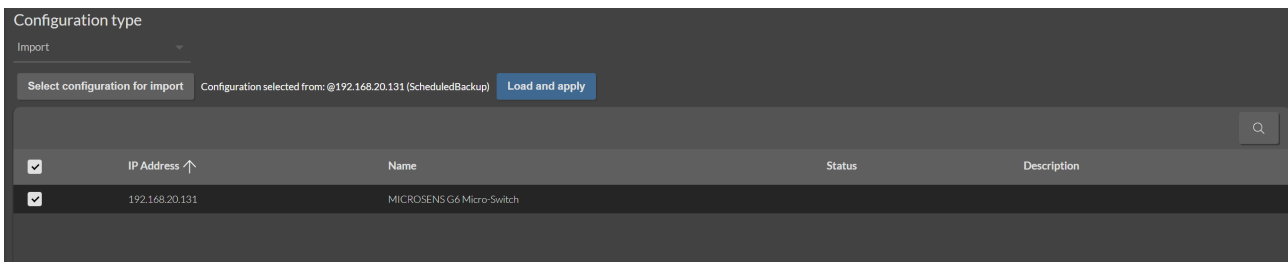 Configuration type
Import
Select configuration for import Configuration selected from: @192.168.20.131 (ScheduledBackup) Load and apply
IP Address Name Status Description
192.168.20.131 MICROSENS G6 Micro-Switch